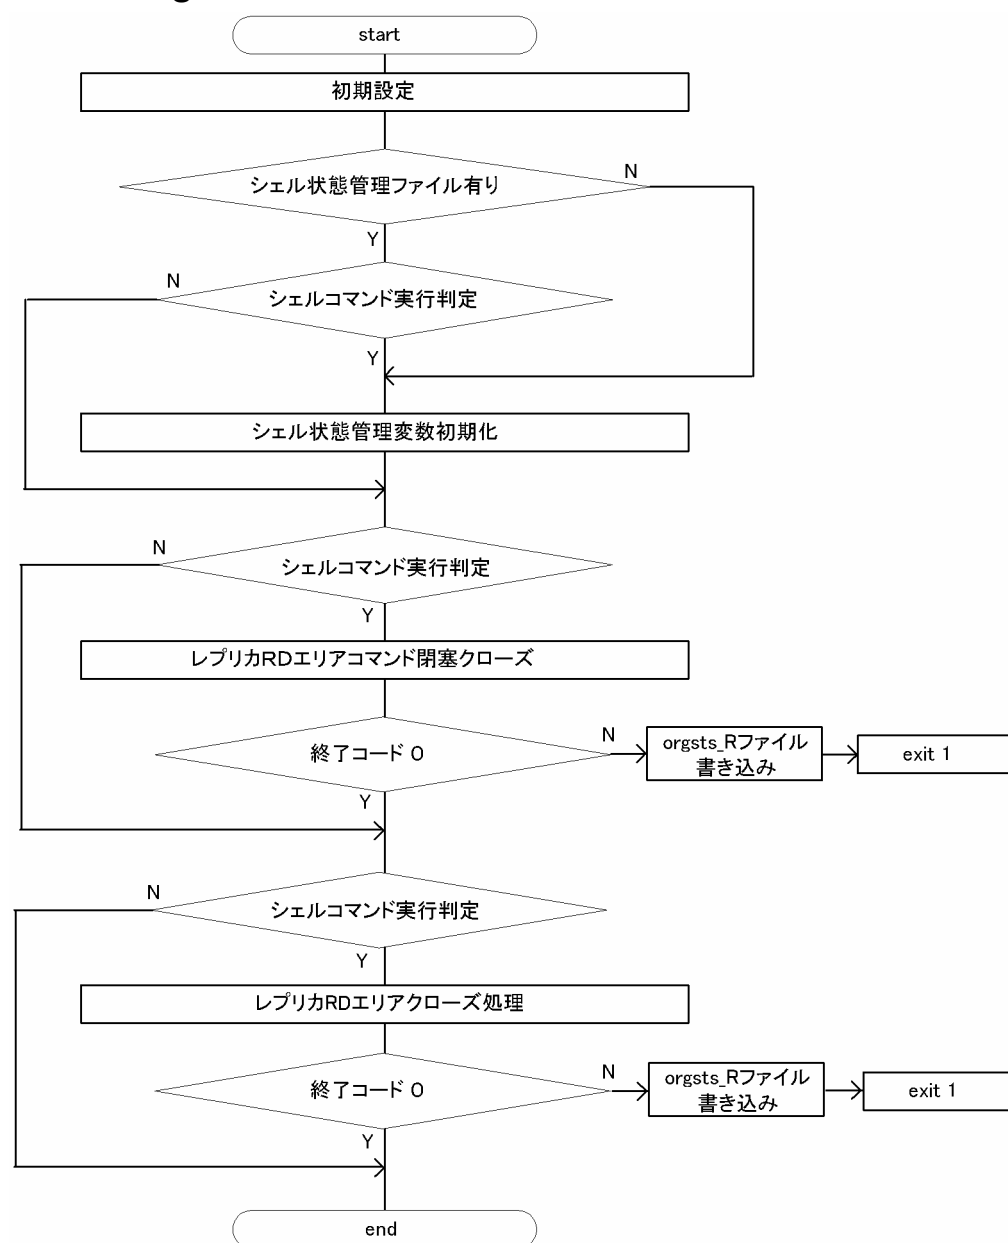 start
初期設定
シェル状態管理ファイル有り
N
Y
N
シェルコマンド実行判定
Y
シェル状態管理変数初期化
N
シェルコマンド実行判定
Y
レプリカRDエリアコマンド閉塞クローズ
終了コード 0
N
orgsts_Rファイル
書き込み
exit 1
Y
N
シェルコマンド実行判定
Y
レプリカRDエリアクローズ処理
終了コード 0
N
orgsts_Rファイル
書き込み
exit 1
Y
end